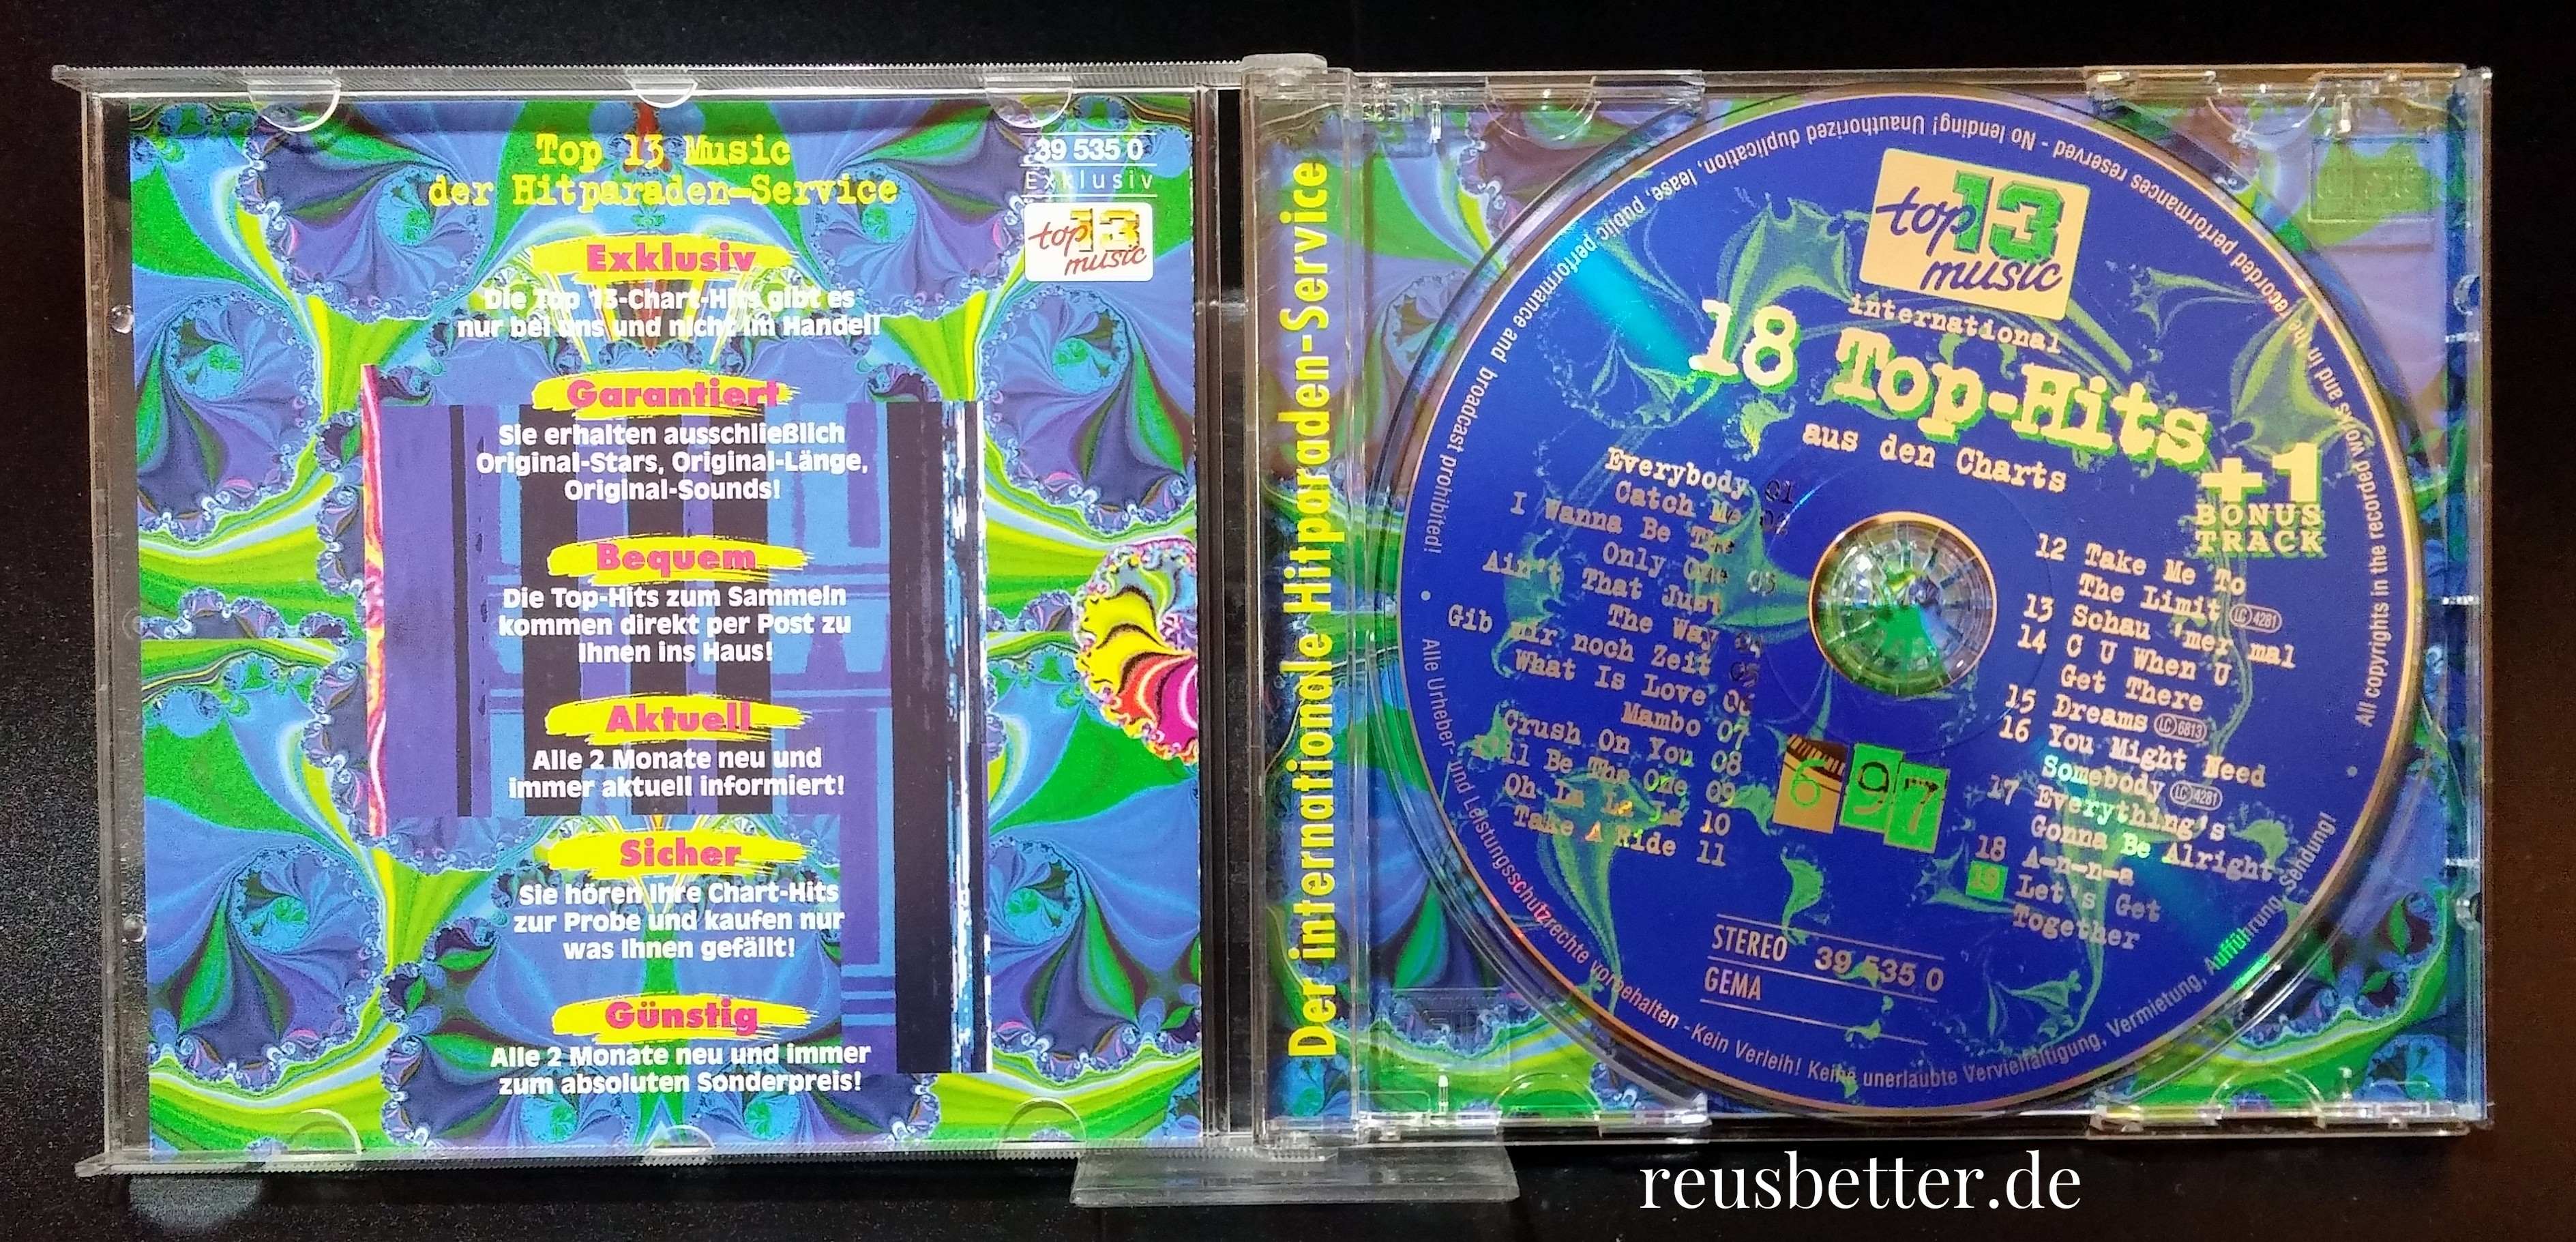 Top 13 Music
der Hitparaden-Service
39 535 0
Exklusiv
top 13
music
Exklusiv
Die Top 13-Chart-Hits gibt es
nur bei uns und nicht im Handel!
Garantiert
Sie erhalten ausschließlich
Original-Stars, Original-Länge,
Original-Sounds!
Bequem
Die Top-Hits zum Sammeln
kommen direkt per Post zu
Ihnen ins Haus!
Aktuell
Alle 2 Monate neu und
immer aktuell informiert!
Sicher
Sie hören Ihre Chart-Hits
zur Probe und kaufen nur
was Ihnen gefällt!
Günstig
Alle 2 Monate neu und immer
zum absoluten Sonderpreis!
Der internationale Hitparaden-Service
top 13
music
international
18 Top-Hits
aus den Charts
+1
BONUS
TRACK
Everybody 01
Catch Me 02
I Wanna Be The
Only One 03
Ain't That Just
The Way 04
Gib mir noch Zeit 05
What Is Love 06
Mambo 07
Crush On You 08
I'll Be The One 09
Oh La La La 10
Take A Ride 11
12 Take Me To
The Limit LC 4281
13 Schau 'mer mal
14 C U When U
Get There
15 Dreams LC 6813
16 You Might Need
Somebody LC 4281
17 Everything's
Gonna Be Alright
18 A-n-n-a
19 Let's Get
Together
6 97
STEREO 39 535 0
GEMA
All copyrights in the recorded works and in the recorded performances reserved - No lending! Unauthorized duplication, lease, public performance and broadcast prohibited!
Alle Urheber- und Leistungsschutzrechte vorbehalten - Kein Verleih! Keine unerlaubte Vervielfältigung, Vermietung, Aufführung, Sendung!
reusbetter.de